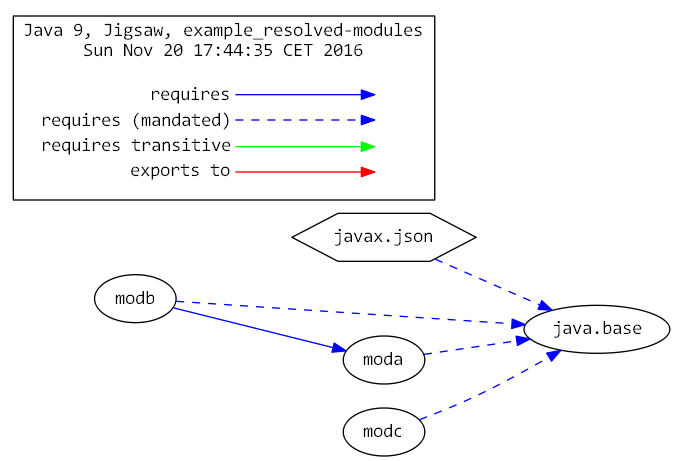 Java 9, Jigsaw, example_resolved-modules
Sun Nov 20 17:44:35 CET 2016
requires
requires (mandated)
requires transitive
exports to
javax.json
modb
java.base
moda
modc